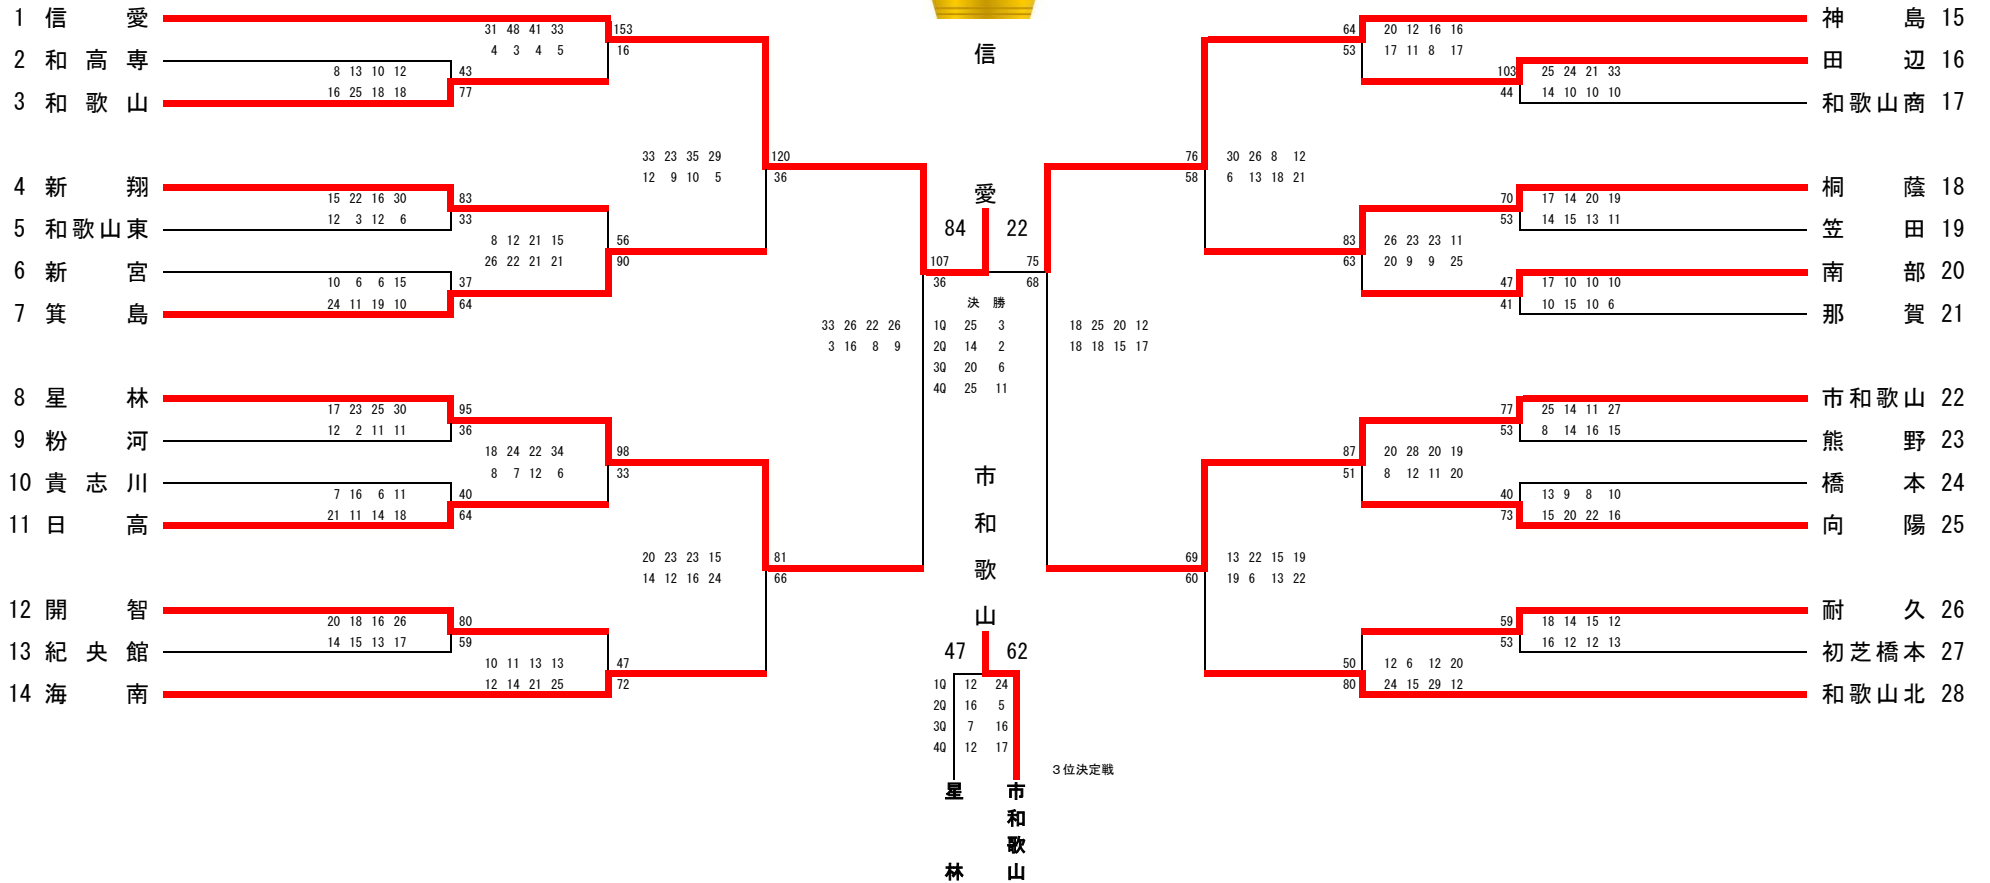 1 信愛
2 和高専
3 和歌山
4 新翔
5 和歌山東
6 新宮
7 箕島
8 星林
9 粉河
10 貴志川
11 日高
12 開智
13 紀央館
14 海南
8 13 10 12 43
16 25 18 18 77
15 22 16 30 83
12 3 12 6 33
10 6 6 15 37
24 11 19 10 64
17 23 25 30 95
12 2 11 11 36
7 16 6 11 40
21 11 14 18 64
20 18 16 26 80
14 15 13 17 59
31 48 41 33 153
4 3 4 5 16
8 12 21 15 56
26 22 21 21 90
18 24 22 34 98
8 7 12 6 33
10 11 13 13 47
12 14 21 25 72
33 23 35 29 120
12 9 10 5 36
20 23 23 15 81
14 12 16 24 66
33 26 22 26 107
3 16 8 9 36
信愛
84 22
決勝
1Q 25 3
2Q 14 2
3Q 20 6
4Q 25 11
市和歌山
47 62
1Q 12 24
2Q 16 5
3Q 7 16
4Q 12 17
3位決定戦
星林
市和歌山
75 18 25 20 12
68 18 18 15 17
76 30 26 8 12
58 6 13 18 21
69 13 22 15 19
60 19 6 13 22
64 20 12 16 16
53 17 11 8 17
83 26 23 23 11
63 20 9 9 25
87 20 28 20 19
51 8 12 11 20
50 12 6 12 20
80 24 15 29 12
103 25 24 21 33
44 14 10 10 10
70 17 14 20 19
53 14 15 13 11
47 17 10 10 10
41 10 15 10 6
77 25 14 11 27
53 8 14 16 15
40 13 9 8 10
73 15 20 22 16
59 18 14 15 12
53 16 12 12 13
神島 15
田辺 16
和歌山商 17
桐蔭 18
笠田 19
南部 20
那賀 21
市和歌山 22
熊野 23
橋本 24
向陽 25
耐久 26
初芝橋本 27
和歌山北 28